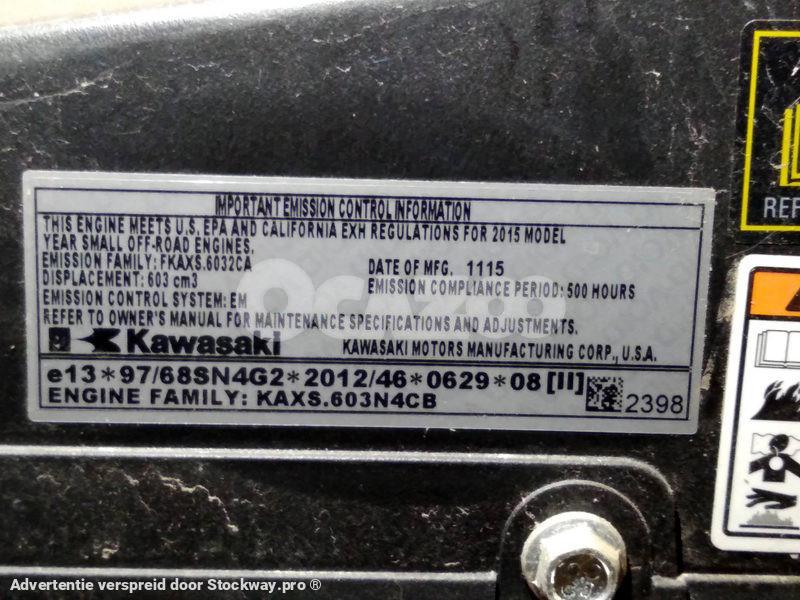 IMPORTANT EMISSION CONTROL INFORMATION
THIS ENGINE MEETS U.S. EPA AND CALIFORNIA EXH REGULATIONS FOR 2015 MODEL
YEAR SMALL OFF-ROAD ENGINES.
EMISSION FAMILY: FKAXS.6032CA DATE OF MFG. 1115
DISPLACEMENT: 603 cm3 EMISSION COMPLIANCE PERIOD: 500 HOURS
EMISSION CONTROL SYSTEM: EM
REFER TO OWNER'S MANUAL FOR MAINTENANCE SPECIFICATIONS AND ADJUSTMENTS.
Kawasaki KAWASAKI MOTORS MANUFACTURING CORP., U.S.A.
e13*97/68SN4G2*2012/46*0629*08 [II]
ENGINE FAMILY: KAXS.603N4CB 2398
OCAZOO
REF
Advertentie verspreid door Stockway.pro ®